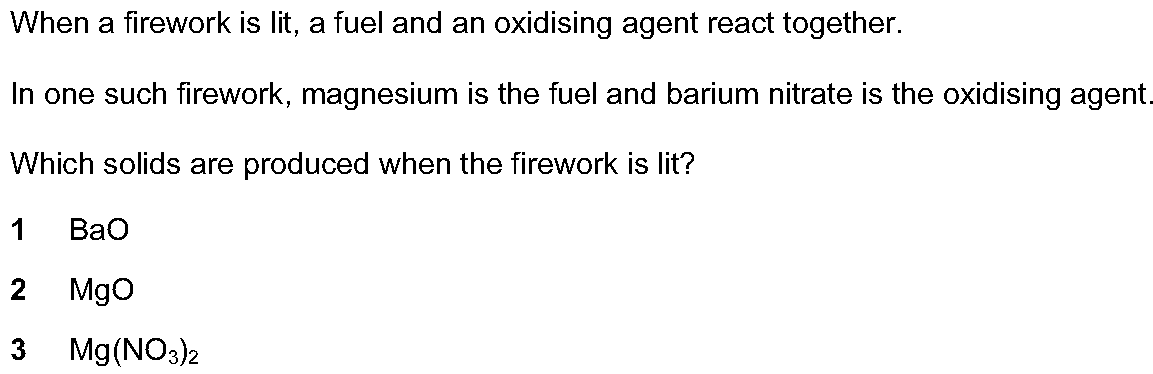 When a firework is lit, a fuel and an oxidising agent react together.
In one such firework, magnesium is the fuel and barium nitrate is the oxidising agent.
Which solids are produced when the firework is lit?
1 BaO
2 MgO
3 Mg(NO₃)₂